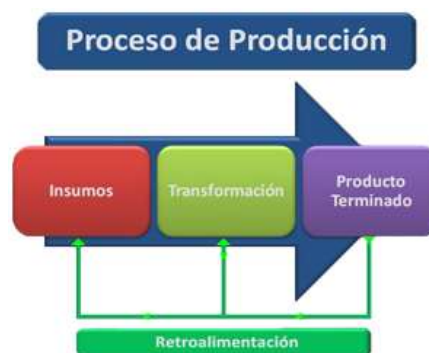 Proceso de Producción
Insumos
Transformación
Producto
Terminado
Retroalimentación